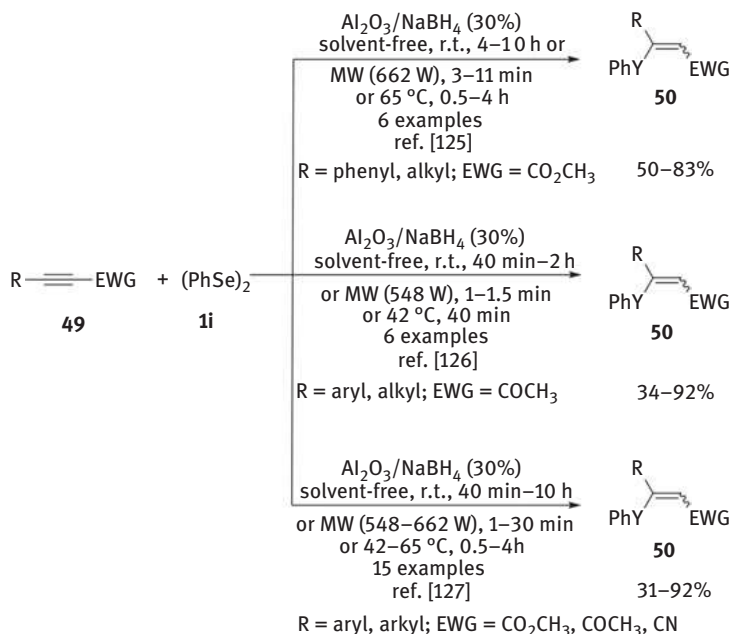 Al₂O₃/NaBH₄ (30%)
solvent-free, r.t., 4–10 h or
MW (662 W), 3–11 min
or 65 °C, 0.5–4 h
6 examples
ref. [125]
R = phenyl, alkyl; EWG = CO₂CH₃
R
PhY
EWG
50
50–83%
R
EWG
49
+
(PhSe)₂
1i
Al₂O₃/NaBH₄ (30%)
solvent-free, r.t., 40 min–2 h
or MW (548 W), 1–1.5 min
or 42 °C, 40 min
6 examples
ref. [126]
R = aryl, alkyl; EWG = COCH₃
R
PhY
EWG
50
34–92%
Al₂O₃/NaBH₄ (30%)
solvent-free, r.t., 40 min–10 h
or MW (548–662 W), 1–30 min
or 42–65 °C, 0.5–4h
15 examples
ref. [127]
R = aryl, arkyl; EWG = CO₂CH₃, COCH₃, CN
R
PhY
EWG
50
31–92%